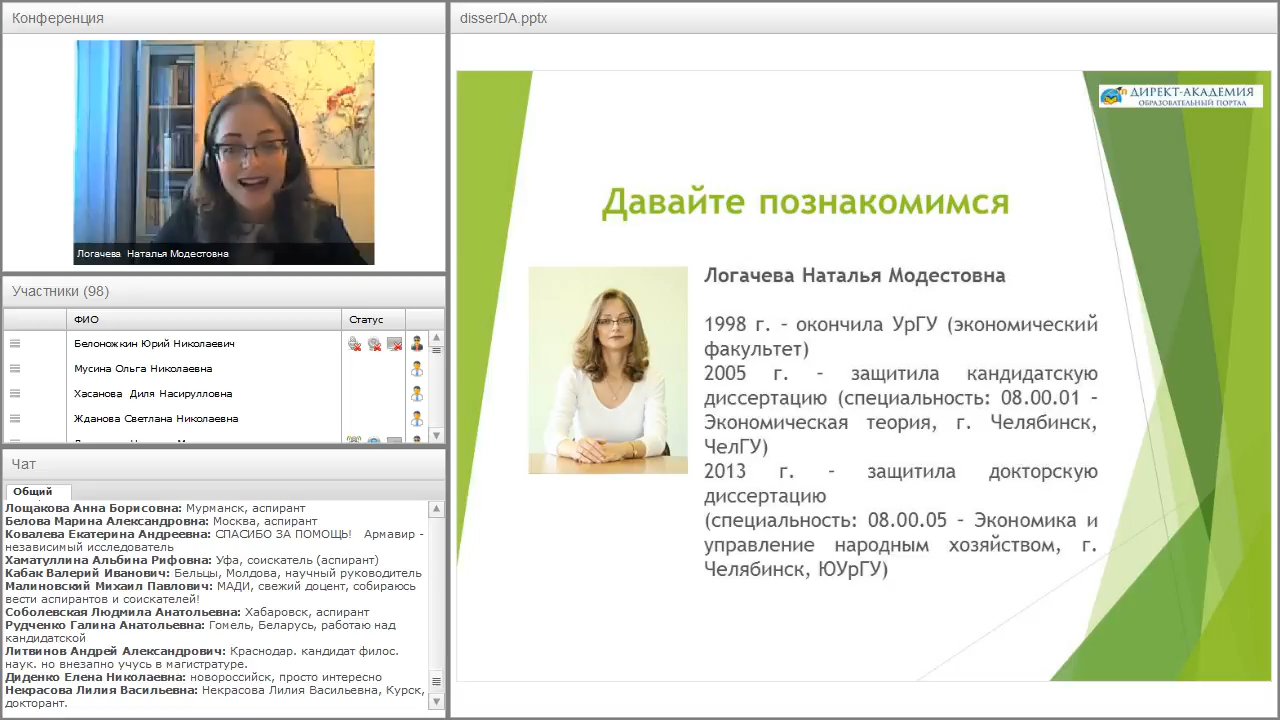 Конференция
Логачева Наталья Модестовна
Участники (98)
ФИО
Статус
Белоножкин Юрий Николаевич
Мусина Ольга Николаевна
Хасанова Диля Насирулловна
Жданова Светлана Николаевна
Чат
Общий
Лощакова Анна Борисовна: Мурманск, аспирант
Белова Марина Александровна: Москва, аспирант
Ковалева Екатерина Андреевна: СПАСИБО ЗА ПОМОЩЬ! Армавир -
независимый исследователь
Хаматуллина Альбина Рифовна: Уфа, соискатель (аспирант)
Кабак Валерий Иванович: Бельцы, Молдова, научный руководитель
Малиновский Михаил Павлович: МАДИ, свежий доцент, собираюсь
вести аспирантов и соискателей!
Соболевская Людмила Анатольевна: Хабаровск, аспирант
Рудченко Галина Анатольевна: Гомель, Беларусь, работаю над
кандидатской
Литвинов Андрей Александрович: Краснодар. кандидат филос.
наук. но внезапно учусь в магистратуре.
Диденко Елена Николаевна: новороссийск, просто интересно
Некрасова Лилия Васильевна: Некрасова Лилия Васильевна, Курск,
докторант.
disserDA.pptx
ДИРЕКТ-АКАДЕМИЯ
ОБРАЗОВАТЕЛЬНЫЙ ПОРТАЛ
Давайте познакомимся
Логачева Наталья Модестовна
1998 г. - окончила УрГУ (экономический
факультет)
2005 г. - защитила кандидатскую
диссертацию (специальность: 08.00.01 -
Экономическая теория, г. Челябинск,
ЧелГУ)
2013 г. - защитила докторскую
диссертацию
(специальность: 08.00.05 - Экономика и
управление народным хозяйством, г.
Челябинск, ЮУрГУ)